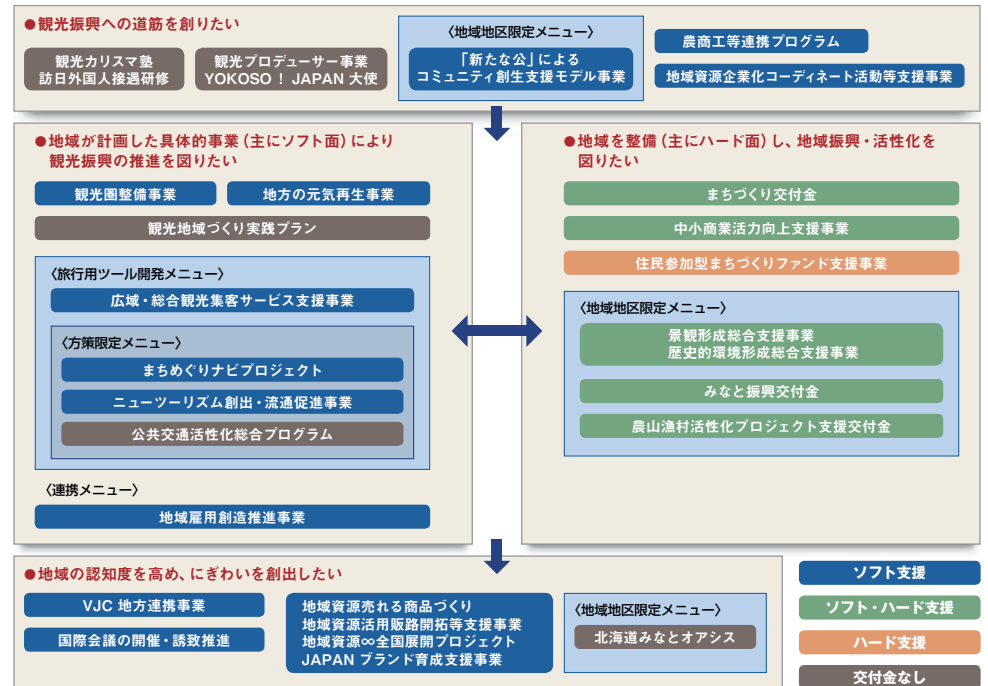 ●観光振興への道筋を創りたい
観光カリスマ塾
訪日外国人接遇研修
観光プロデューサー事業
YOKOSO！JAPAN 大使
〈地域地区限定メニュー〉
「新たな公」による
コミュニティ創生支援モデル事業
農商工等連携プログラム
地域資源企業化コーディネート活動等支援事業
●地域が計画した具体的事業（主にソフト面）により
観光振興の推進を図りたい
観光圏整備事業
地方の元気再生事業
観光地域づくり実践プラン
〈旅行用ツール開発メニュー〉
広域・総合観光集客サービス支援事業
〈方策限定メニュー〉
まちめぐりナビプロジェクト
ニューツーリズム創出・流通促進事業
公共交通活性化総合プログラム
〈連携メニュー〉
地域雇用創造推進事業
●地域を整備（主にハード面）し、地域振興・活性化を
図りたい
まちづくり交付金
中小商業活力向上支援事業
住民参加型まちづくりファンド支援事業
〈地域地区限定メニュー〉
景観形成総合支援事業
歴史的環境形成総合支援事業
みなと振興交付金
農山漁村活性化プロジェクト支援交付金
●地域の認知度を高め、にぎわいを創出したい
VJC 地方連携事業
国際会議の開催・誘致推進
地域資源売れる商品づくり
地域資源活用販路開拓等支援事業
地域資源∞全国展開プロジェクト
JAPAN ブランド育成支援事業
〈地域地区限定メニュー〉
北海道みなとオアシス
ソフト支援
ソフト・ハード支援
ハード支援
交付金なし